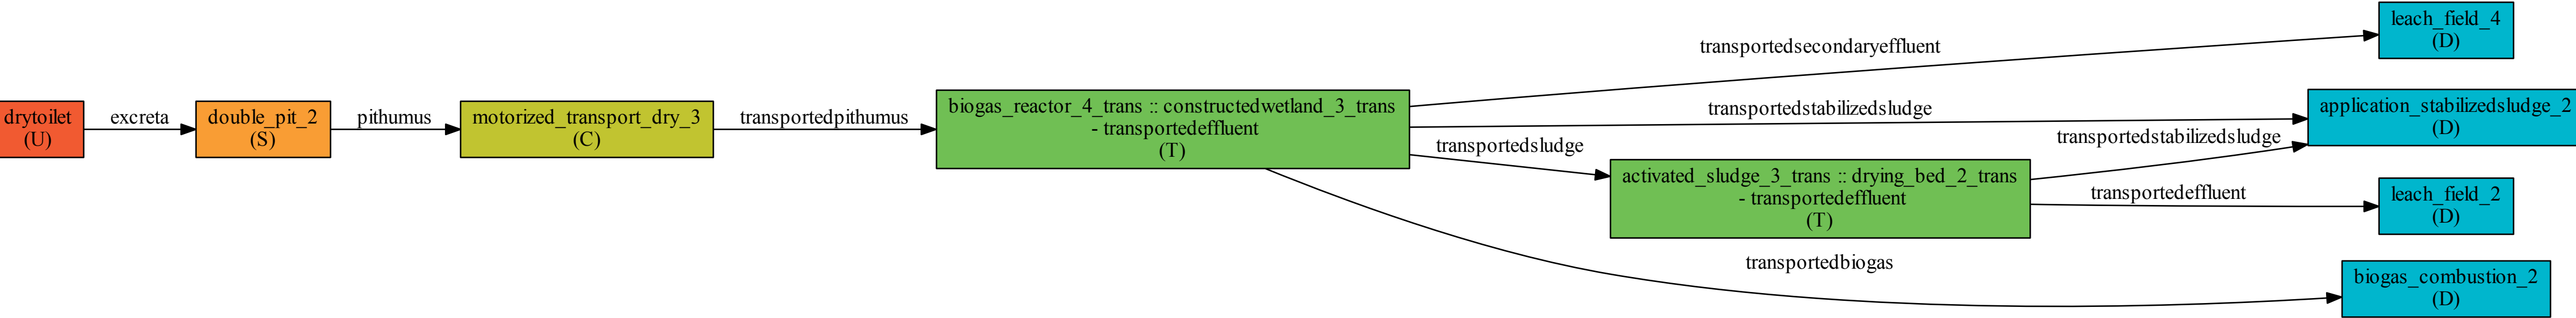 drytoilet
(U)
excreta
double_pit_2
(S)
pithumus
motorized_transport_dry_3
(C)
transportedpithumus
biogas_reactor_4_trans :: constructedwetland_3_trans
- transportedeffluent
(T)
transportedsecondaryeffluent
transportedstabilizedsludge
transportedsludge
transportedbiogas
activated_sludge_3_trans :: drying_bed_2_trans
- transportedeffluent
(T)
transportedstabilizedsludge
transportedeffluent
leach_field_4
(D)
application_stabilizedsludge_2
(D)
leach_field_2
(D)
biogas_combustion_2
(D)